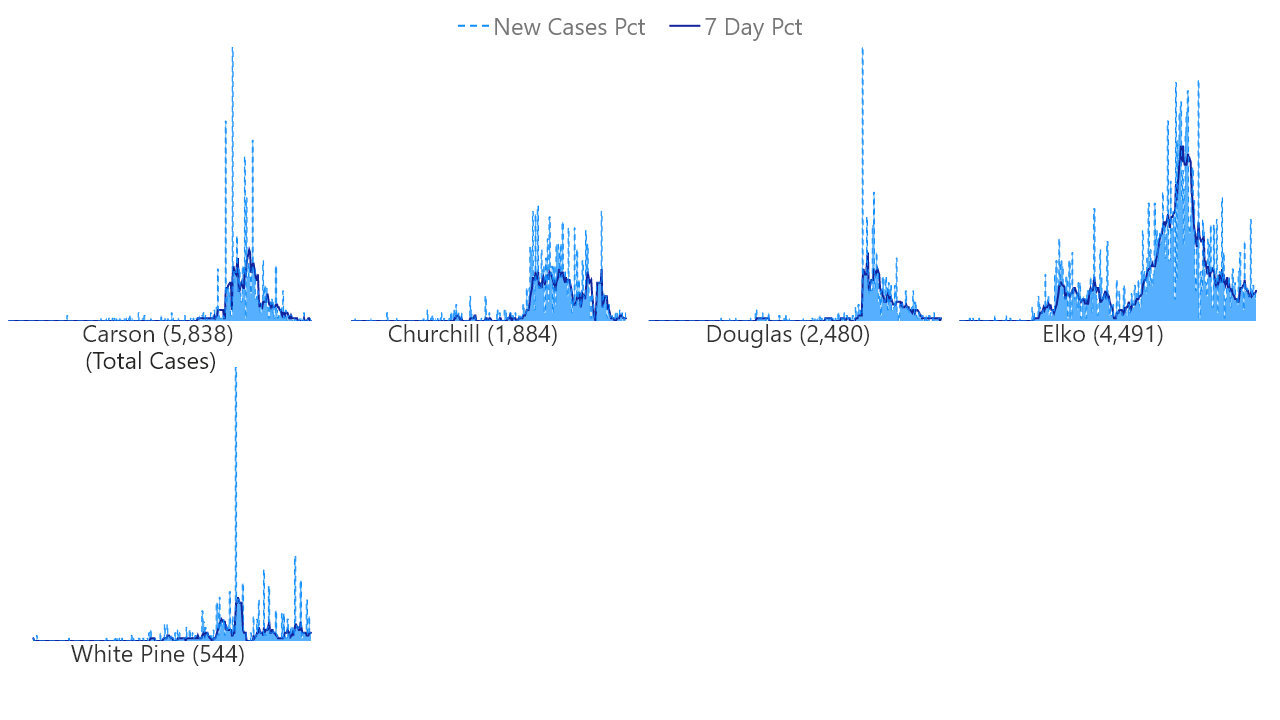 New Cases Pct 7 Day Pct
Carson (5,838) Churchill (1,884) Douglas (2,480) Elko (4,491)
(Total Cases)
White Pine (544)